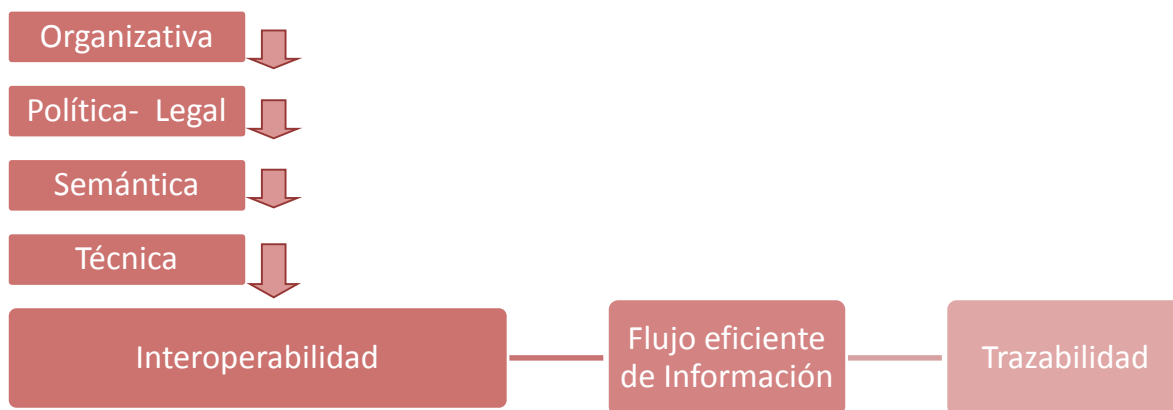 Organizativa
Política- Legal
Semántica
Técnica
Interoperabilidad
Flujo eficiente
de Información
Trazabilidad